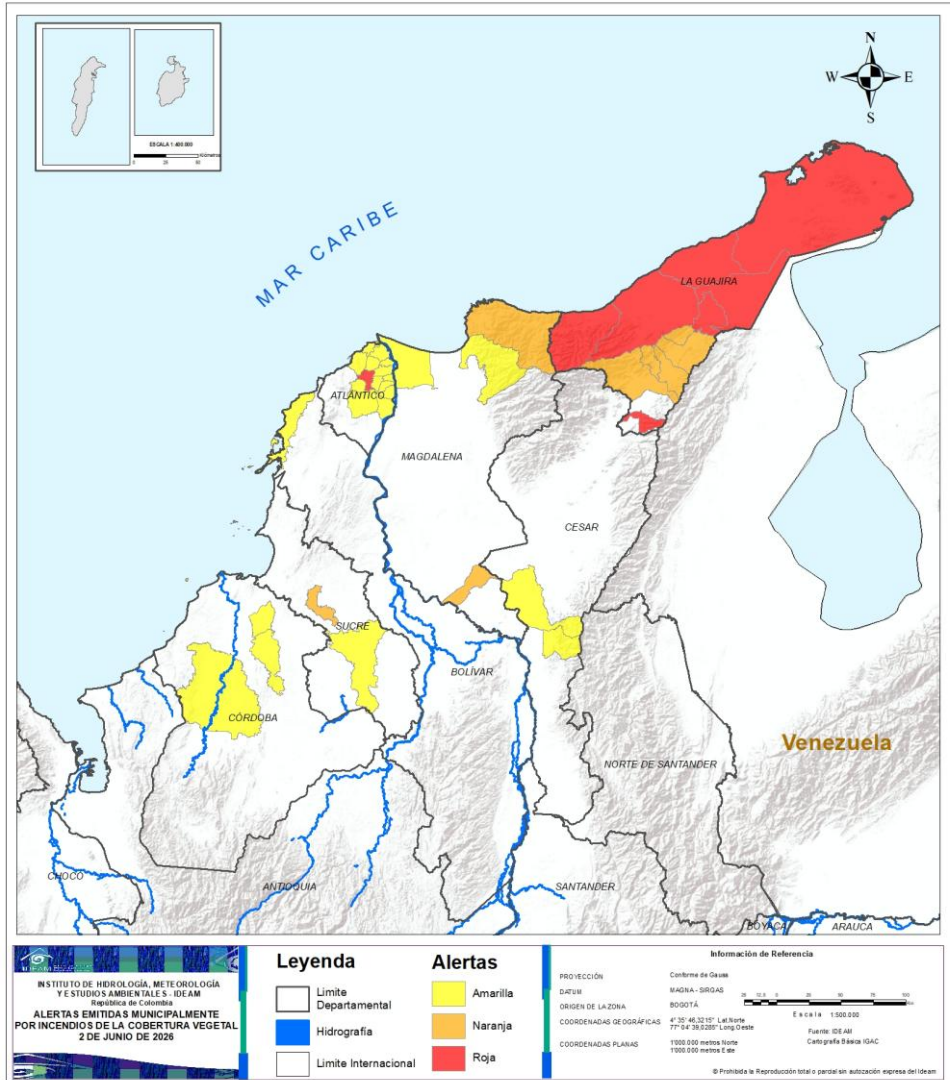 ESCALA 1:400.000
N
W
E
S
MAR CARIBE
LA GUAJIRA
ATLÁNTICO
MAGDALENA
CESAR
SUCRE
BOLÍVAR
CÓRDOBA
Venezuela
NORTE DE SANTANDER
CHOCÓ
ANTIOQUIA
SANTANDER
BOYACÁ
ARAUCA
IDEAM
INSTITUTO DE HIDROLOGÍA, METEOROLOGÍA
Y ESTUDIOS AMBIENTALES - IDEAM
República de Colombia
ALERTAS EMITIDAS MUNICIPALMENTE
POR INCENDIOS DE LA COBERTURA VEGETAL
2 DE JUNIO DE 2026
Leyenda
Limite
Departamental
Hidrografía
Limite Internacional
Alertas
Amarilla
Naranja
Roja
Información de Referencia
PROYECCIÓN Conforme de Gauss
DATUM MAGNA - SIRGAS
ORIGEN DE LA ZONA BOGOTÁ
COORDENADAS GEOGRÁFICAS 4° 35' 46,3215" Lat.Norte
77° 04' 39,0285" Long.Oeste
COORDENADAS PLANAS 1'000.000 metros Norte
1'000.000 metros Este
Escala 1:500.000
Fuente: IDEAM
Cartografía Básica IGAC
© Prohibida la Reproducción total o parcial sin autozación expresa del Ideam